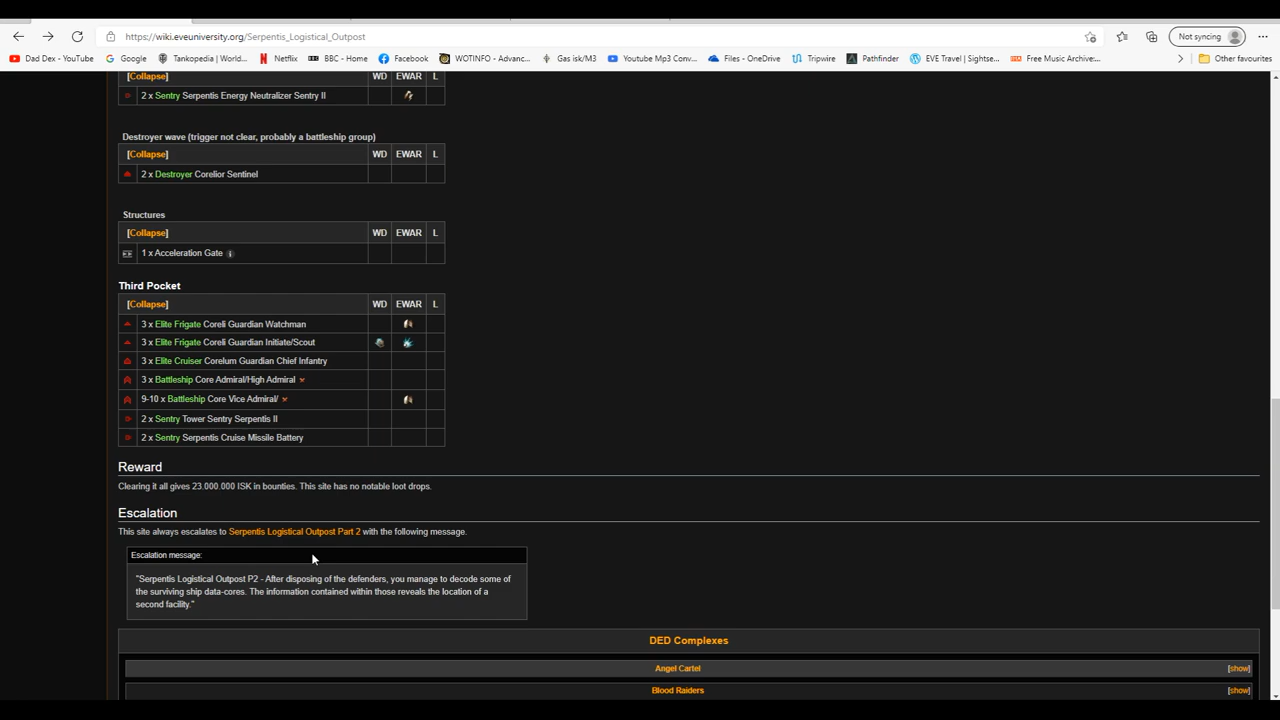 https://wiki.eveuniversity.org/Serpentis_Logistical_Outpost
Not syncing
Dad Dex - YouTube
Google
Tankopedia | World...
Netflix
BBC - Home
Facebook
WOTINFO - Advanc...
Gas isk/M3
Youtube Mp3 Conv...
Files - OneDrive
Tripwire
Pathfinder
EVE Travel | Sightse...
Free Music Archive:...
Other favourites
[Collapse] WD EWAR L
2 x Sentry Serpentis Energy Neutralizer Sentry II
Destroyer wave (trigger not clear, probably a battleship group)
[Collapse] WD EWAR L
2 x Destroyer Corelior Sentinel
Structures
[Collapse] WD EWAR L
1 x Acceleration Gate
Third Pocket
[Collapse] WD EWAR L
3 x Elite Frigate Coreli Guardian Watchman
3 x Elite Frigate Coreli Guardian Initiate/Scout
3 x Elite Cruiser Corelum Guardian Chief Infantry
3 x Battleship Core Admiral/High Admiral
9-10 x Battleship Core Vice Admiral/
2 x Sentry Tower Sentry Serpentis II
2 x Sentry Serpentis Cruise Missile Battery
Reward
Clearing it all gives 23.000.000 ISK in bounties. This site has no notable loot drops.
Escalation
This site always escalates to Serpentis Logistical Outpost Part 2 with the following message.
Escalation message:
"Serpentis Logistical Outpost P2 - After disposing of the defenders, you manage to decode some of
the surviving ship data-cores. The information contained within those reveals the location of a
second facility."
DED Complexes
Angel Cartel [show]
Blood Raiders [show]